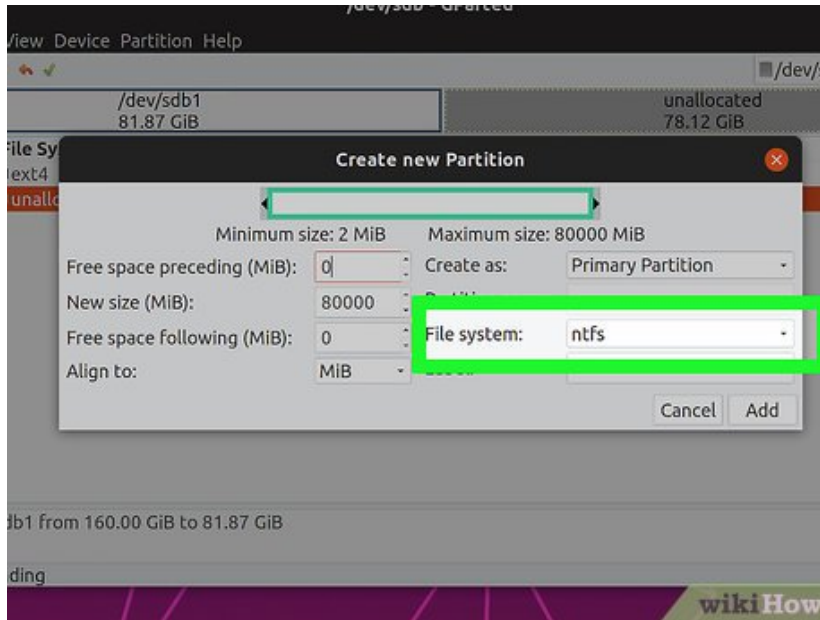 /dev/sdb - GParted
View Device Partition Help
/dev/
/dev/sdb1
81.87 GiB
unallocated
78.12 GiB
File Sy
ext4
unalloc
Create new Partition
Minimum size: 2 MiB Maximum size: 80000 MiB
Free space preceding (MiB): 0 Create as: Primary Partition
New size (MiB): 80000
Free space following (MiB): 0 File system: ntfs
Align to: MiB
Cancel Add
db1 from 160.00 GiB to 81.87 GiB
ding
wikiHow